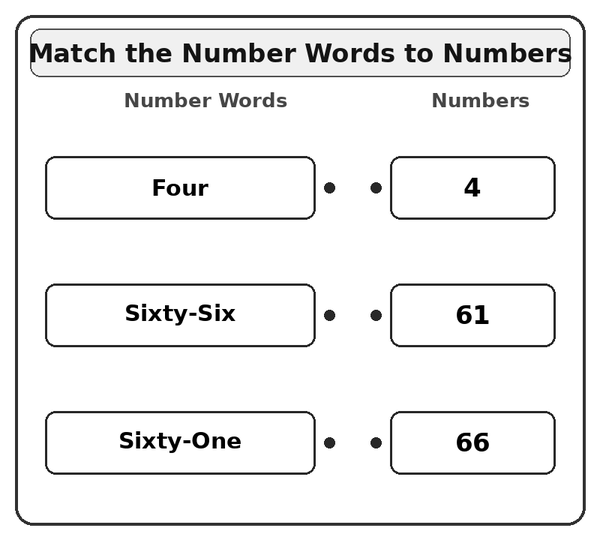 Match the Number Words to Numbers
Number Words Numbers
Four 4
Sixty-Six 61
Sixty-One 66